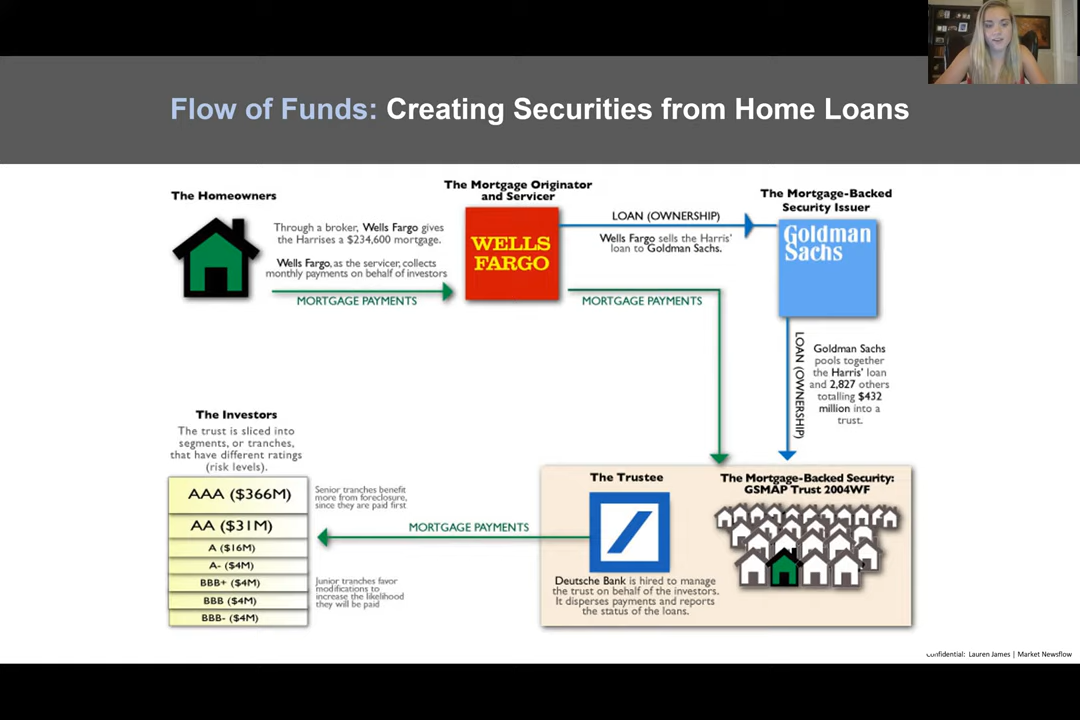 Flow of Funds: Creating Securities from Home Loans
The Homeowners
Through a broker, Wells Fargo gives
the Harrises a $234,600 mortgage.
Wells Fargo, as the servicer, collects
monthly payments on behalf of investors
MORTGAGE PAYMENTS
The Mortgage Originator
and Servicer
WELLS
FARGO
LOAN (OWNERSHIP)
Wells Fargo sells the Harris'
loan to Goldman Sachs.
MORTGAGE PAYMENTS
The Mortgage-Backed
Security Issuer
Goldman
Sachs
LOAN (OWNERSHIP)
Goldman Sachs
pools together
the Harris' loan
and 2,827 others
totalling $432
million into a
trust.
The Investors
The trust is sliced into
segments, or tranches,
that have different ratings
(risk levels).
AAA ($366M)
AA ($31M)
A ($16M)
A- ($4M)
BBB+ ($4M)
BBB ($4M)
BBB- ($4M)
Senior tranches benefit
more from foreclosure,
since they are paid first
Junior tranches favor
modifications to
increase the likelihood
they will be paid
MORTGAGE PAYMENTS
The Trustee
Deutsche Bank is hired to manage
the trust on behalf of the investors.
It disperses payments and reports
the status of the loans.
The Mortgage-Backed Security:
GSMAP Trust 2004WF
Confidential: Lauren James | Market Newsflow